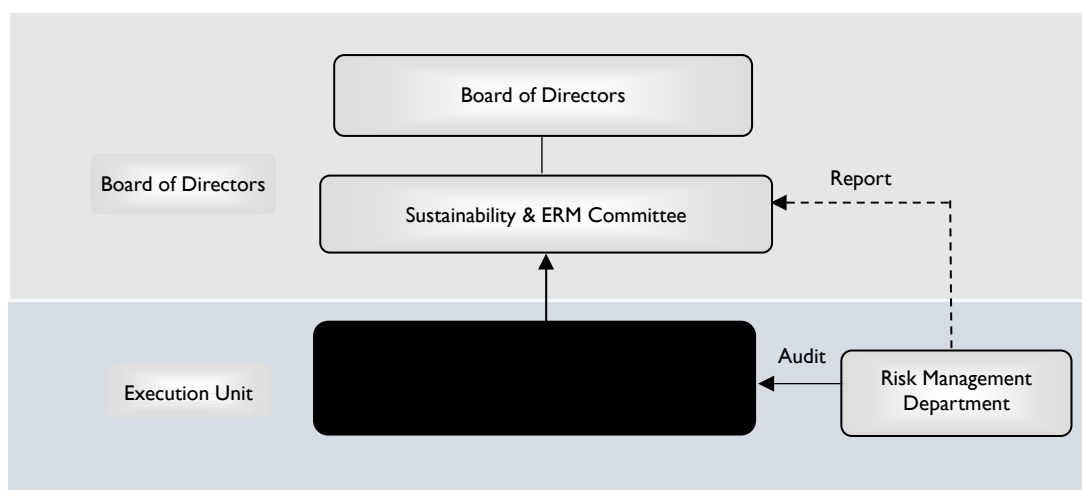 Board of Directors
Board of Directors
Report
Sustainability & ERM Committee
Audit
Execution Unit
Risk Management
Department